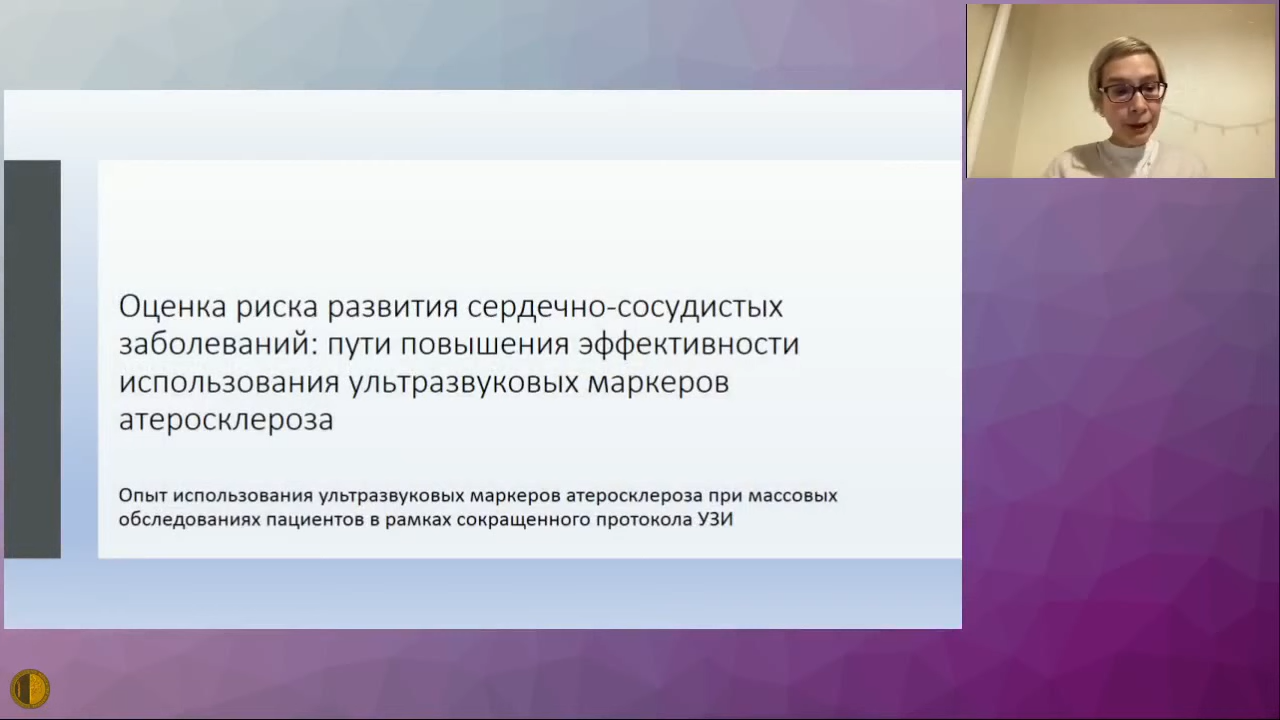 Оценка риска развития сердечно-сосудистых
заболеваний: пути повышения эффективности
использования ультразвуковых маркеров
атеросклероза
Опыт использования ультразвуковых маркеров атеросклероза при массовых
обследованиях пациентов в рамках сокращенного протокола УЗИ